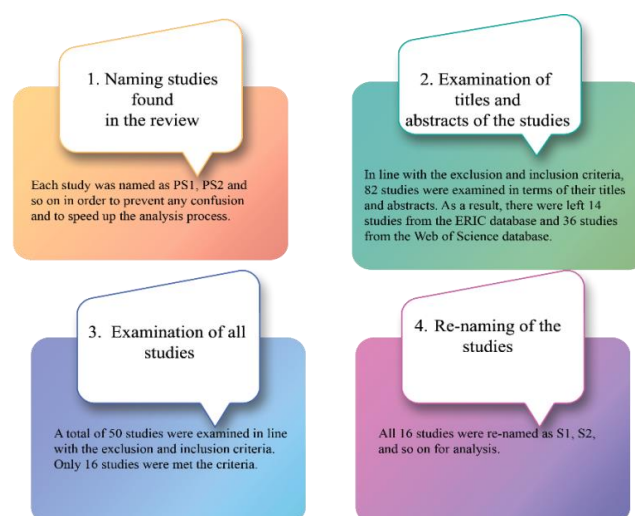 1. Naming studies
found
in the review
Each study was named as PS1, PS2 and
so on in order to prevent any confusion
and to speed up the analysis process.
2. Examination of
titles and
abstracts of the studies
In line with the exclusion and inclusion criteria,
82 studies were examined in terms of their titles
and abstracts. As a result, there were left 14
studies from the ERIC database and 36 studies
from the Web of Science database.
3. Examination of all
studies
A total of 50 studies were examined in line
with the exclusion and inclusion criteria.
Only 16 studies were met the criteria.
4. Re-naming of the
studies
All 16 studies were re-named as S1, S2,
and so on for analysis.